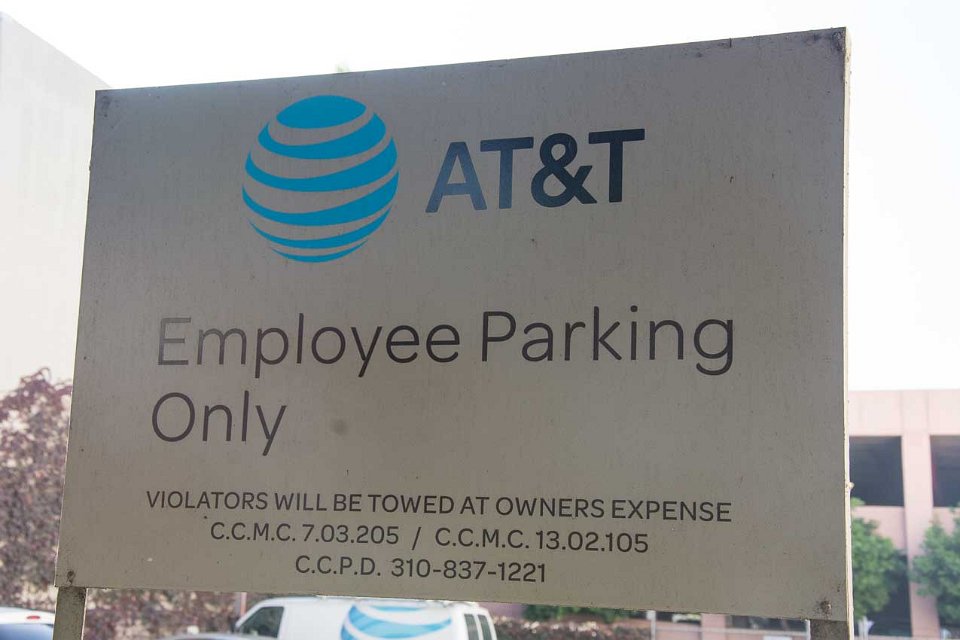 AT&T
Employee Parking
Only
VIOLATORS WILL BE TOWED AT OWNERS EXPENSE
C.C.M.C. 7.03.205 / C.C.M.C. 13.02.105
C.C.P.D. 310-837-1221